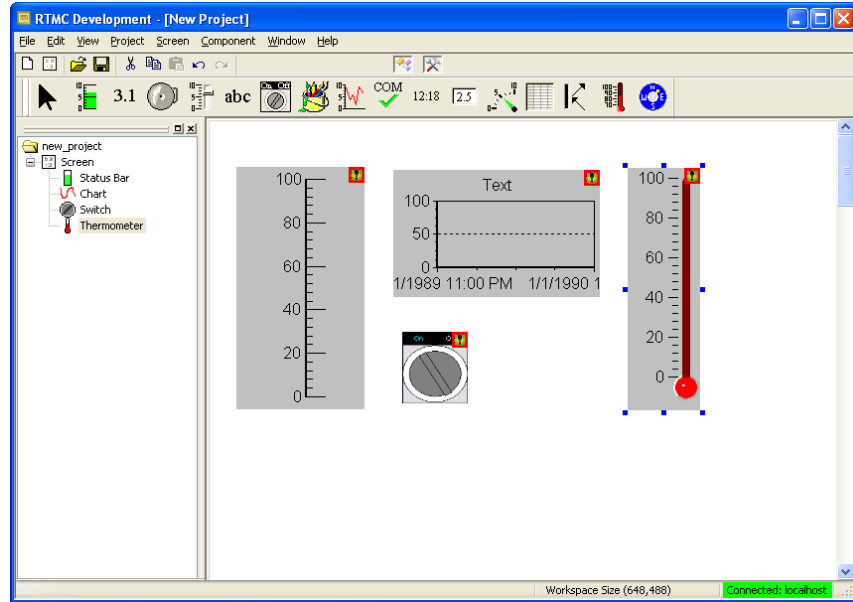 RTMC Development - [New Project]
File Edit View Project Screen Component Window Help
3.1 abc On Off COM 12:18 2.5
new_project
Screen
Status Bar
Chart
Switch
Thermometer
100
80
60
40
20
0
Text
100
50
0
1/1989 11:00 PM 1/1/1990 1
On O
100
80
60
40
20
0
Workspace Size (648,488) Connected: localhost